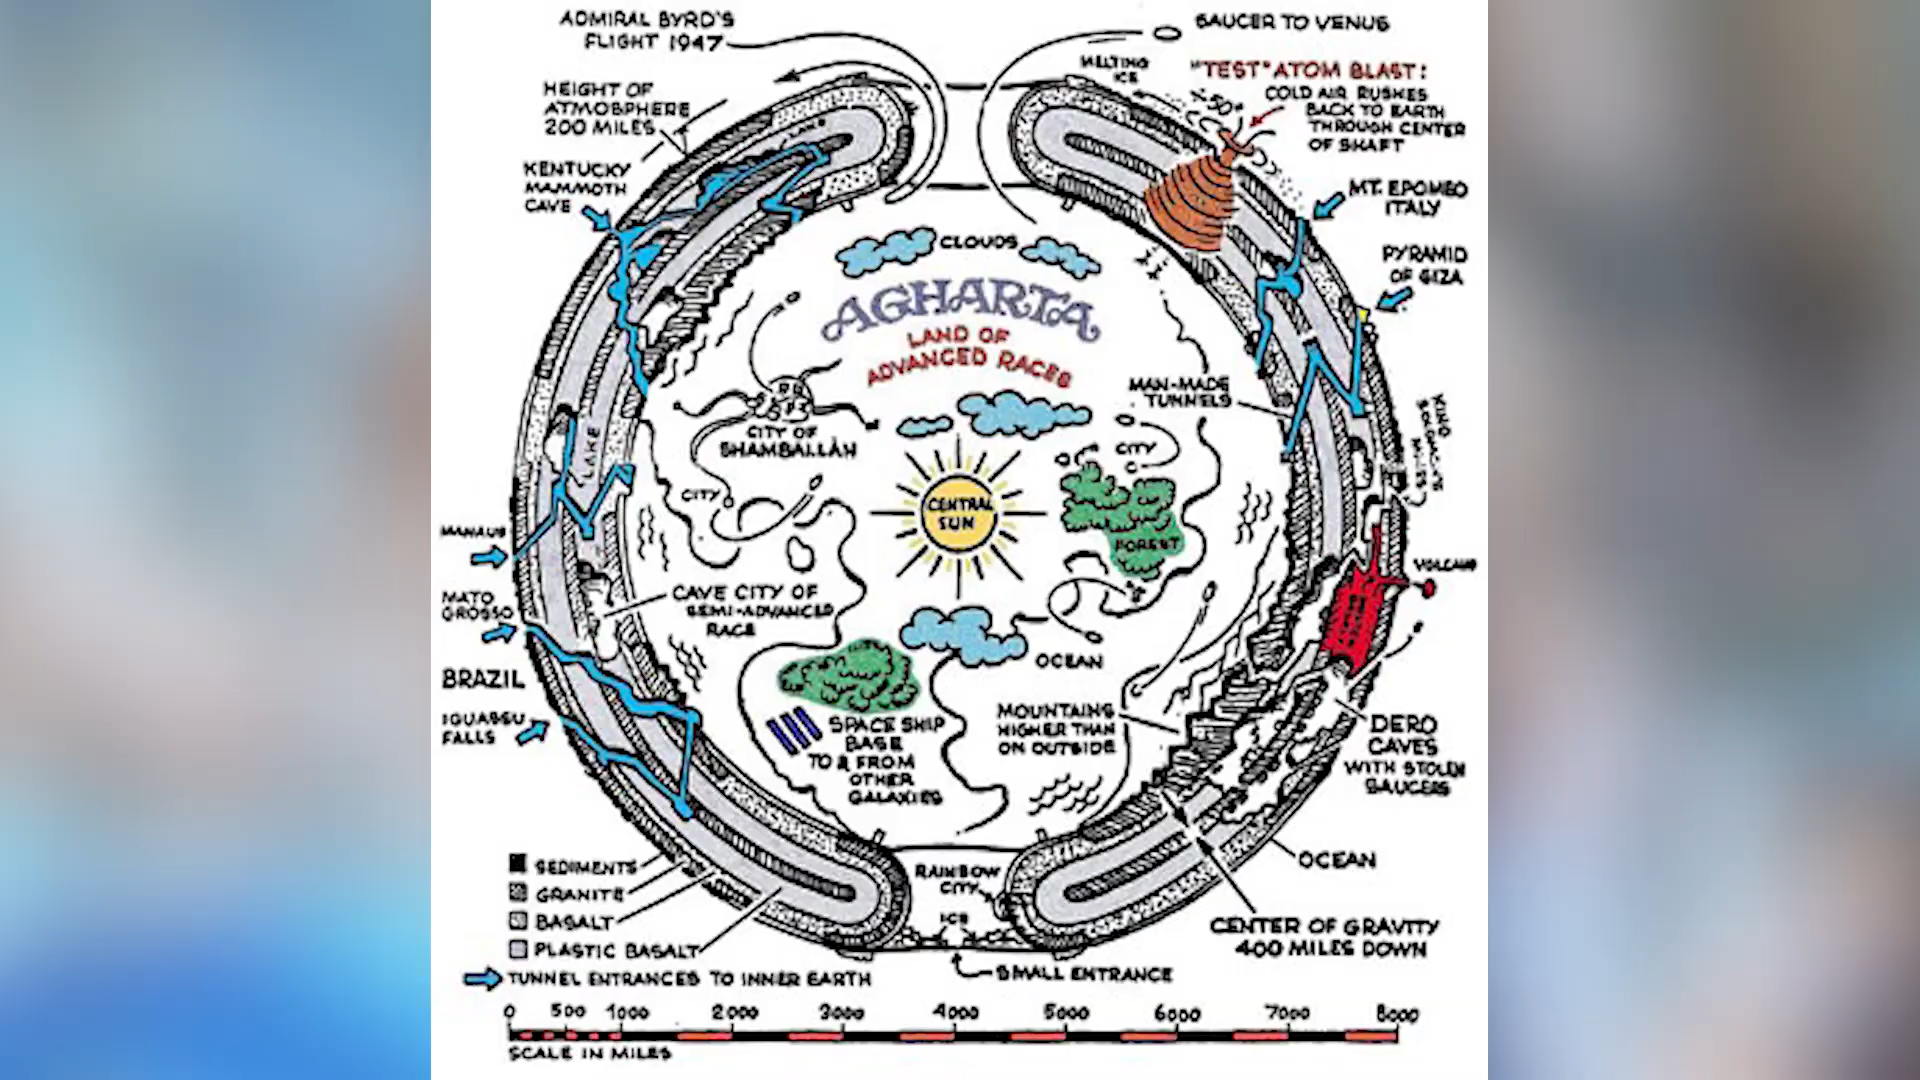 ADMIRAL BYRD'S
FLIGHT 1947
SAUCER TO VENUS
MELTING
ICE
"TEST" ATOM BLAST:
COLD AIR RUSHES
BACK TO EARTH
THROUGH CENTER
OF SHAFT
HEIGHT OF
ATMOSPHERE
200 MILES
KENTUCKY
MAMMOTH
CAVE
LAKE
MT. EPOMEO
ITALY
PYRAMID
OF GIZA
CLOUDS
AGHARTA
LAND OF
ADVANCED RACES
MAN-MADE
TUNNELS
KING
SOLOMON'S
MINES
CITY OF
SHAMBALLAH
CITY
CITY
LAKE
CENTRAL
SUN
FOREST
MANAUS
VOLCANO
MATO
GROSSO
CAVE CITY OF
SEMI-ADVANCED
RACE
OCEAN
BRAZIL
IGUASSU
FALLS
SPACE SHIP
BASE
TO & FROM
OTHER
GALAXIES
MOUNTAINS
HIGHER THAN
ON OUTSIDE
DERO
CAVES
WITH STOLEN
SAUCERS
OCEAN
SEDIMENTS
GRANITE
BASALT
PLASTIC BASALT
RAINBOW
CITY
ICE
CENTER OF GRAVITY
400 MILES DOWN
SMALL ENTRANCE
TUNNEL ENTRANCES TO INNER EARTH
0 500 1000 2000 3000 4000 5000 6000 7000 8000
SCALE IN MILES